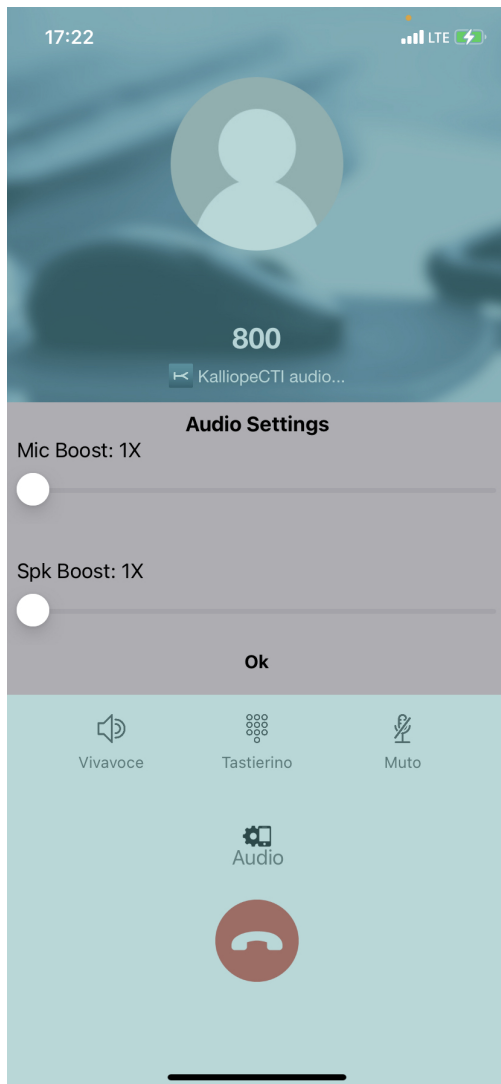 17:22
LTE
800
KalliopeCTI audio...
Audio Settings
Mic Boost: 1X
Spk Boost: 1X
Ok
Vivavoce Tastierino Muto
Audio